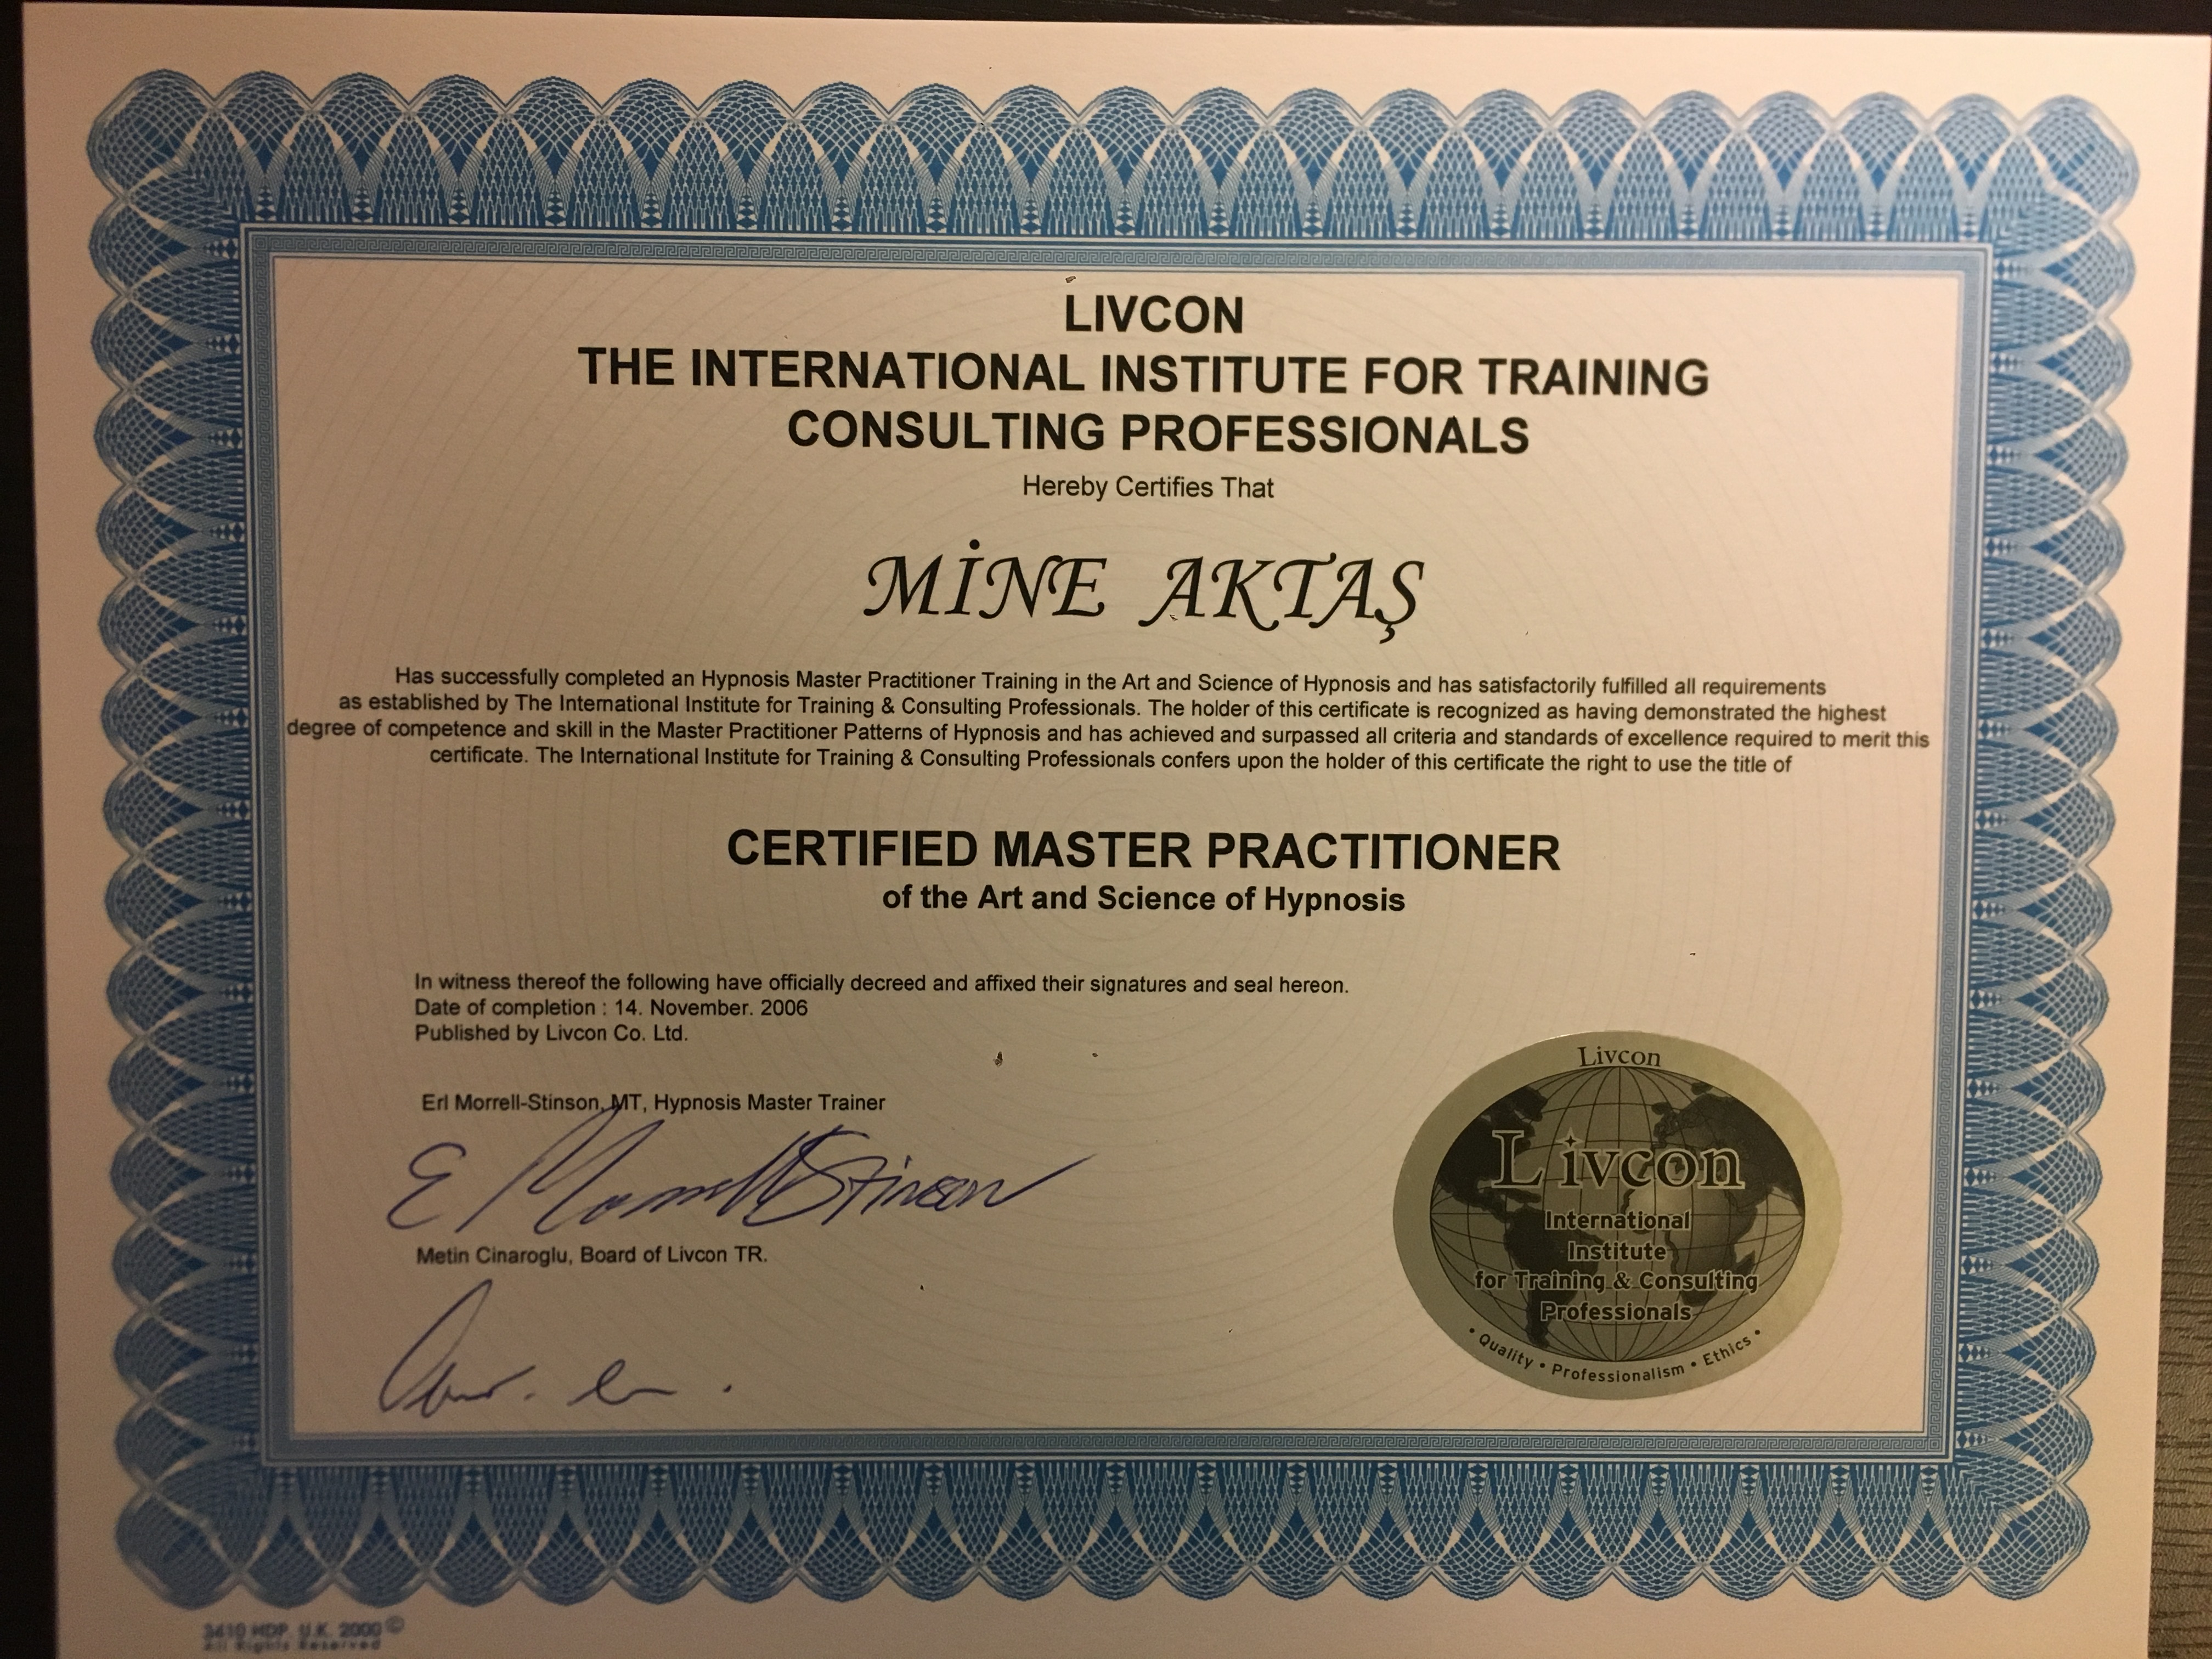 LIVCON
THE INTERNATIONAL INSTITUTE FOR TRAINING
CONSULTING PROFESSIONALS
Hereby Certifies That
MİNE AKTAŞ
Has successfully completed an Hypnosis Master Practitioner Training in the Art and Science of Hypnosis and has satisfactorily fulfilled all requirements
as established by The International Institute for Training & Consulting Professionals. The holder of this certificate is recognized as having demonstrated the highest
degree of competence and skill in the Master Practitioner Patterns of Hypnosis and has achieved and surpassed all criteria and standards of excellence required to merit this
certificate. The International Institute for Training & Consulting Professionals confers upon the holder of this certificate the right to use the title of
CERTIFIED MASTER PRACTITIONER
of the Art and Science of Hypnosis
In witness thereof the following have officially decreed and affixed their signatures and seal hereon.
Date of completion : 14. November. 2006
Published by Livcon Co. Ltd.
Erl Morrell-Stinson, MT, Hypnosis Master Trainer
E Morrell-Stinson
Metin Cinaroglu, Board of Livcon TR.
Livcon
Livcon
International
Institute
for Training & Consulting
Professionals
• Quality • Professionalism • Ethics •
3410 HDP. U.K. 2000 ©
All Rights Reserved